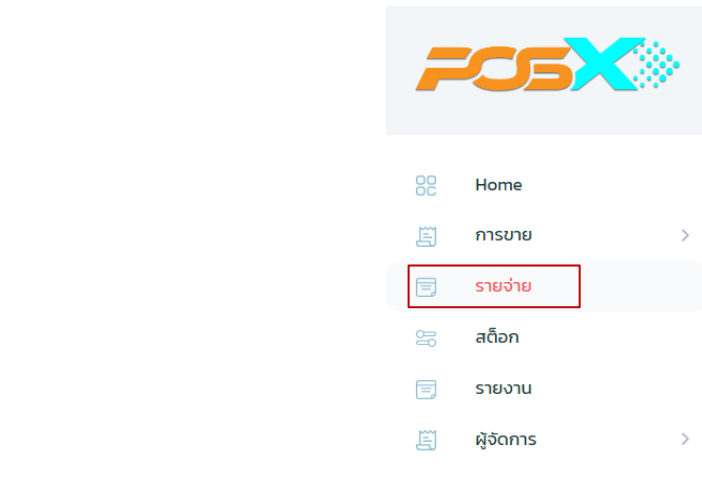 POSX
Home
การขาย
รายจ่าย
สต็อก
รายงาน
ผู้จัดการ